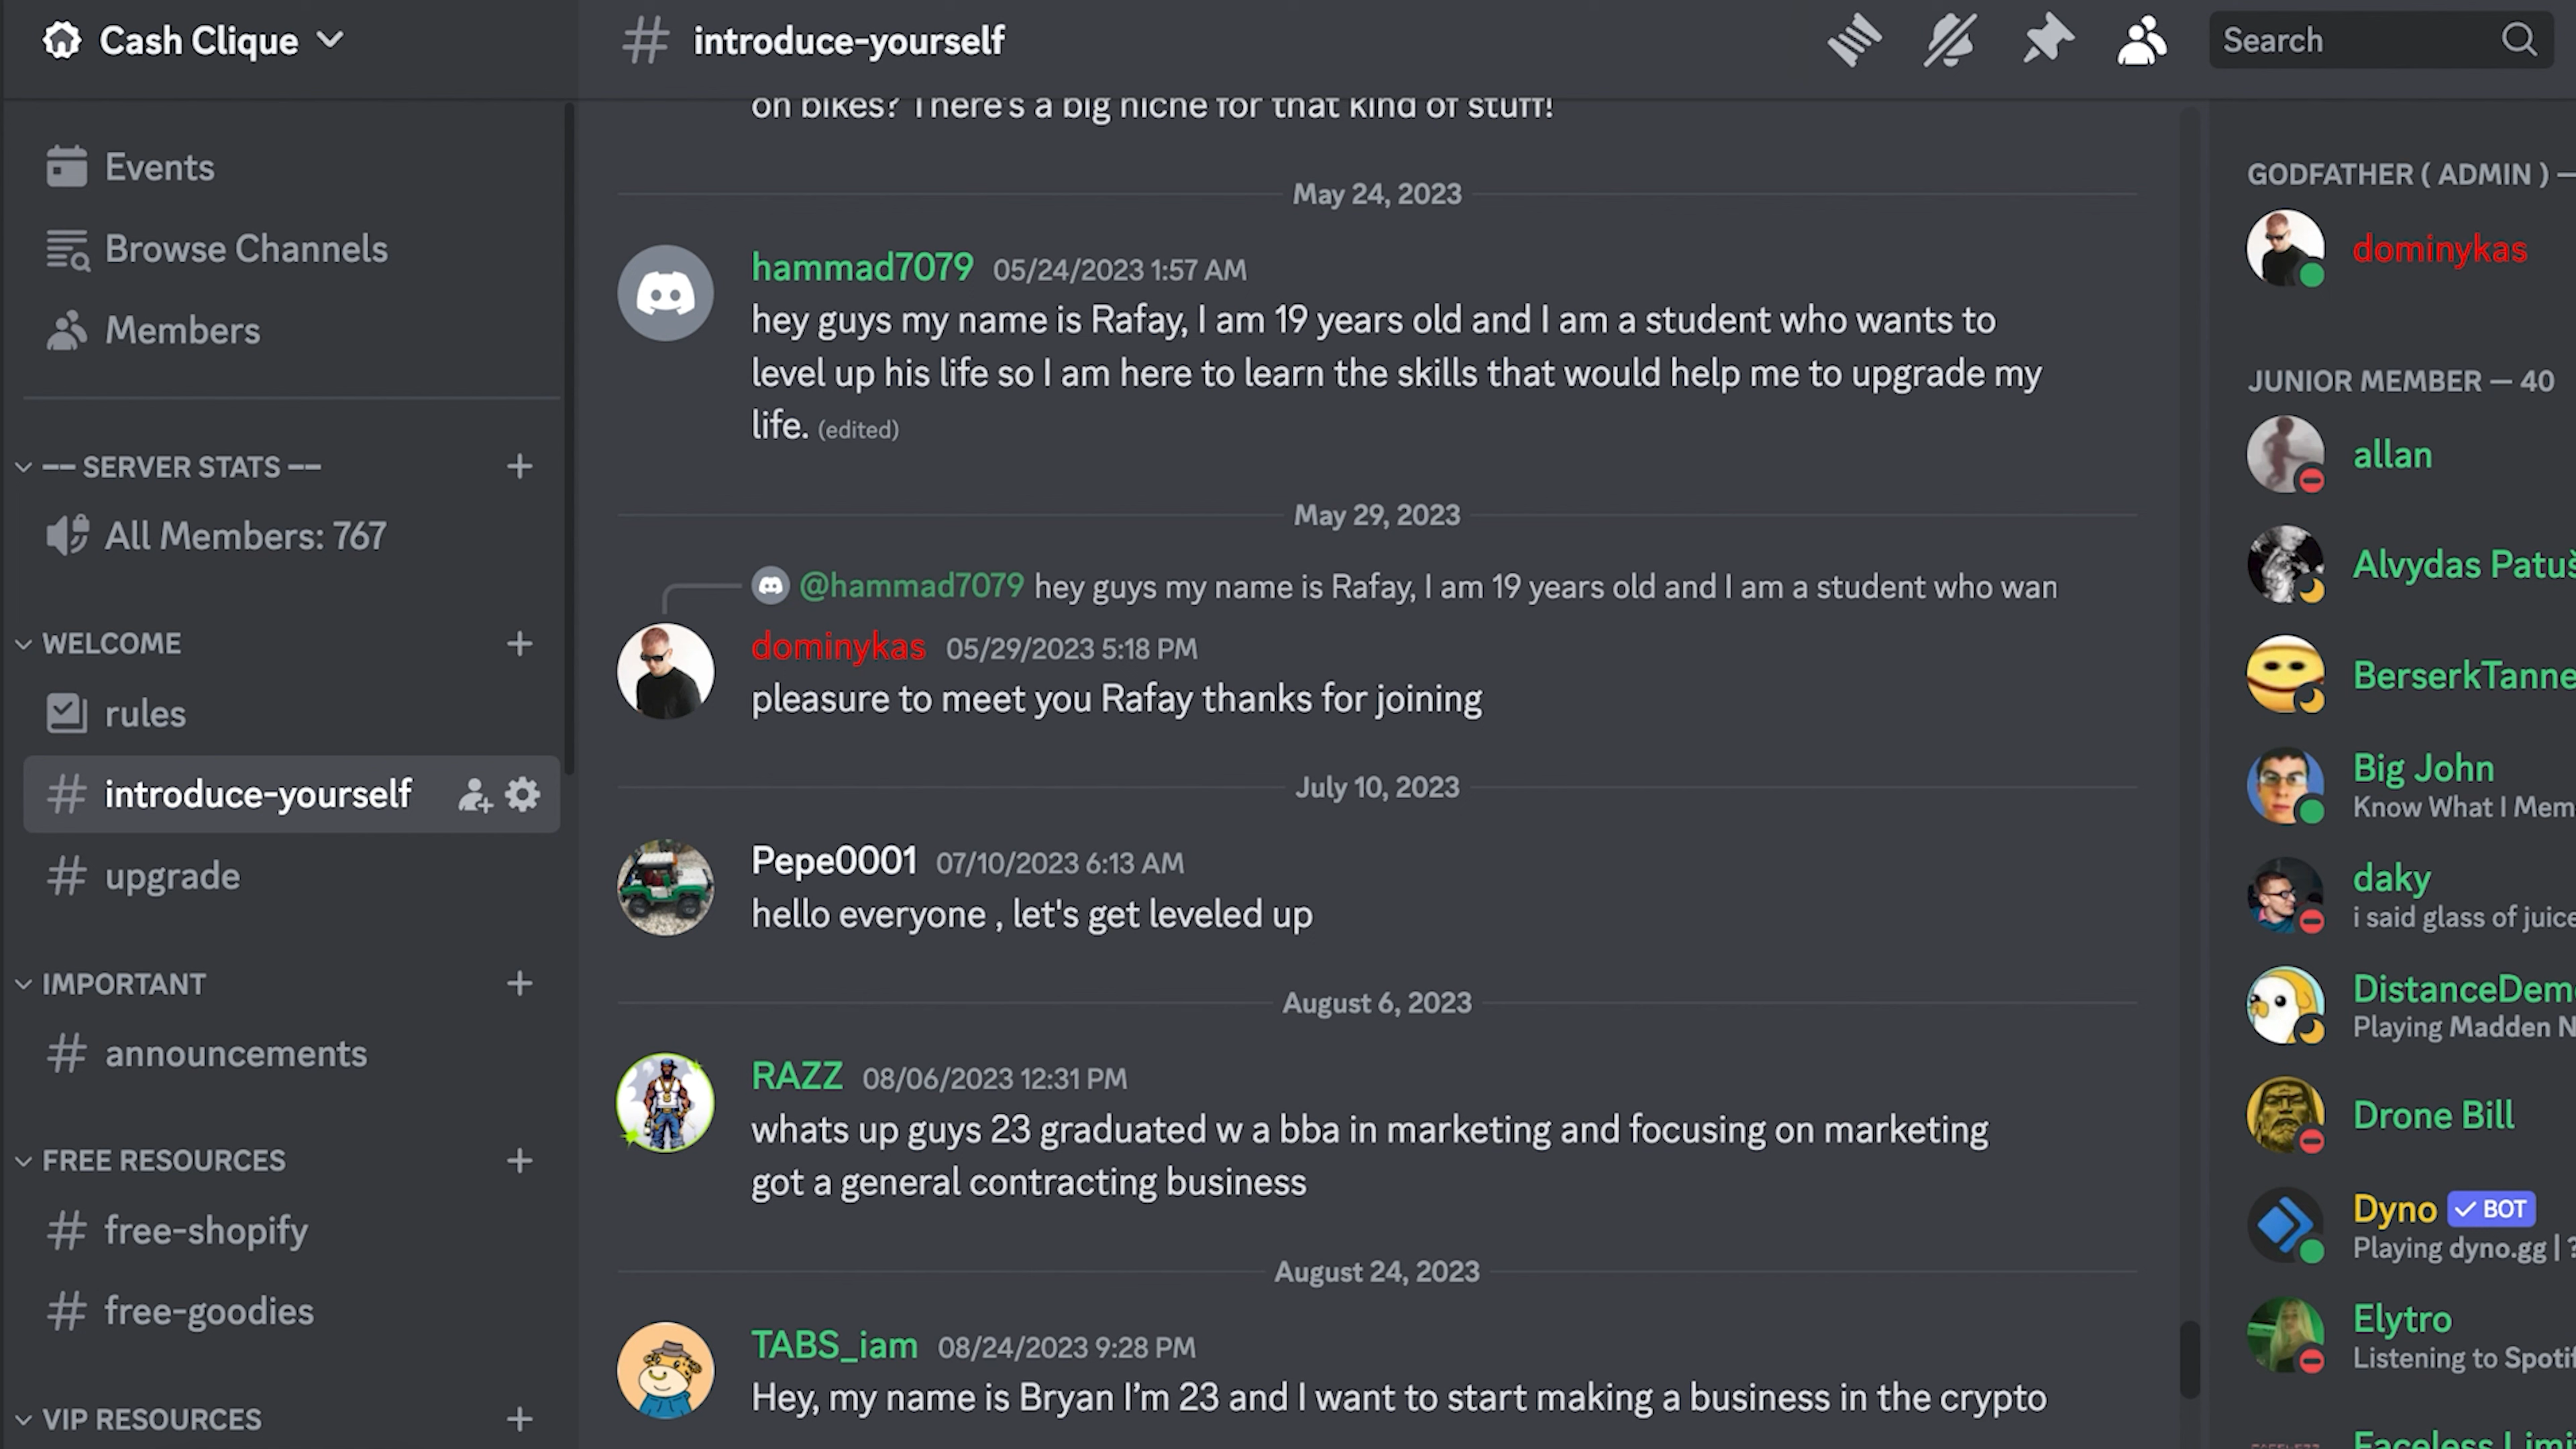 Cash Clique
Events
Browse Channels
Members
–– SERVER STATS ––
All Members: 767
WELCOME
rules
introduce-yourself
upgrade
IMPORTANT
announcements
FREE RESOURCES
free-shopify
free-goodies
VIP RESOURCES
introduce-yourself
Search
on bikes? There's a big niche for that kind of stuff!
May 24, 2023
hammad7079 05/24/2023 1:57 AM
hey guys my name is Rafay, I am 19 years old and I am a student who wants to
level up his life so I am here to learn the skills that would help me to upgrade my
life. (edited)
May 29, 2023
@hammad7079 hey guys my name is Rafay, I am 19 years old and I am a student who wan
dominykas 05/29/2023 5:18 PM
pleasure to meet you Rafay thanks for joining
July 10, 2023
Pepe0001 07/10/2023 6:13 AM
hello everyone , let's get leveled up
August 6, 2023
RAZZ 08/06/2023 12:31 PM
whats up guys 23 graduated w a bba in marketing and focusing on marketing
got a general contracting business
August 24, 2023
TABS_iam 08/24/2023 9:28 PM
Hey, my name is Bryan I’m 23 and I want to start making a business in the crypto
GODFATHER ( ADMIN ) —
dominykas
JUNIOR MEMBER — 40
allan
Alvydas Patuš
BerserkTanne
Big John
Know What I Mem
daky
i said glass of juice
DistanceDem
Playing Madden N
Drone Bill
Dyno BOT
Playing dyno.gg | ?
Elytro
Listening to Spotif
Faceless Limi